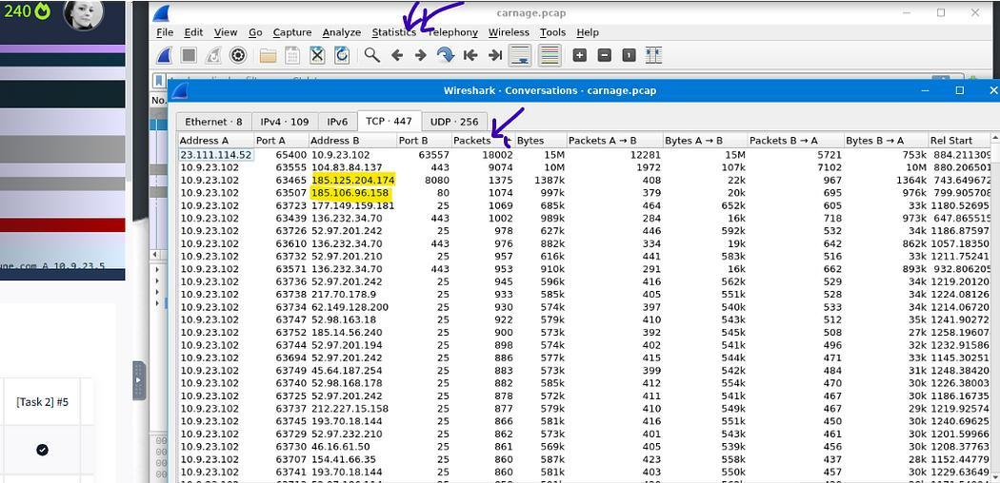 240
carnage.pcap
File Edit View Go Capture Analyze Statistics Telephony Wireless Tools Help
No.
Wireshark · Conversations · carnage.pcap
Ethernet · 8 IPv4 · 109 IPv6 TCP · 447 UDP · 256
Address A Port A Address B Port B Packets Bytes Packets A → B Bytes A → B Packets B → A Bytes B → A Rel Start
23.111.114.52 65400 10.9.23.102 63557 18002 15M 12281 15M 5721 753k 884.211309
10.9.23.102 63555 104.83.84.137 443 9074 10M 1972 107k 7102 10M 860.206501
10.9.23.102 63465 185.125.204.174 8080 1375 1387k 408 22k 967 1364k 743.649672
10.9.23.102 63507 185.106.96.158 80 1074 997k 379 20k 695 976k 799.905708
10.9.23.102 63723 177.149.159.181 25 1069 685k 464 652k 605 33k 1180.52695
10.9.23.102 63439 136.232.34.70 443 1002 989k 284 16k 718 973k 647.865515
10.9.23.102 63726 52.97.201.242 25 978 627k 446 592k 532 34k 1186.87597
10.9.23.102 63610 136.232.34.70 443 976 882k 334 19k 642 862k 1057.18350
10.9.23.102 63732 52.97.201.210 25 957 616k 441 583k 516 33k 1211.75241
10.9.23.102 63571 136.232.34.70 443 953 910k 291 16k 662 893k 932.806205
10.9.23.102 63736 52.97.201.242 25 945 596k 416 562k 529 34k 1219.20120
10.9.23.102 63738 217.70.178.9 25 933 585k 405 551k 528 34k 1224.08126
10.9.23.102 63734 62.149.128.200 25 930 574k 397 540k 533 34k 1214.06720
10.9.23.102 63747 52.98.163.18 25 922 579k 410 543k 512 35k 1241.90272
10.9.23.102 63752 185.14.56.240 25 900 573k 392 545k 508 27k 1258.19607
10.9.23.102 63744 52.97.201.194 25 898 574k 402 541k 496 32k 1232.91586
10.9.23.102 63694 52.97.201.242 25 886 577k 415 544k 471 33k 1145.30251
10.9.23.102 63749 45.64.187.254 25 883 573k 399 542k 484 31k 1248.38420
10.9.23.102 63740 52.98.168.178 25 882 585k 412 554k 470 30k 1226.38003
10.9.23.102 63725 52.97.201.242 25 878 572k 411 541k 467 30k 1186.16735
10.9.23.102 63737 212.227.15.158 25 877 579k 410 549k 467 29k 1219.92574
10.9.23.102 63745 193.70.18.144 25 866 581k 416 551k 450 30k 1240.69625
10.9.23.102 63729 52.97.232.210 25 862 573k 401 543k 461 30k 1199.59966
10.9.23.102 63730 46.16.61.50 25 861 569k 405 539k 456 30k 1208.37763
10.9.23.102 63707 154.41.66.35 25 860 587k 423 558k 437 28k 1152.44779
10.9.23.102 63741 193.70.18.144 25 860 581k 403 550k 457 30k 1229.63649
[Task 2] #5